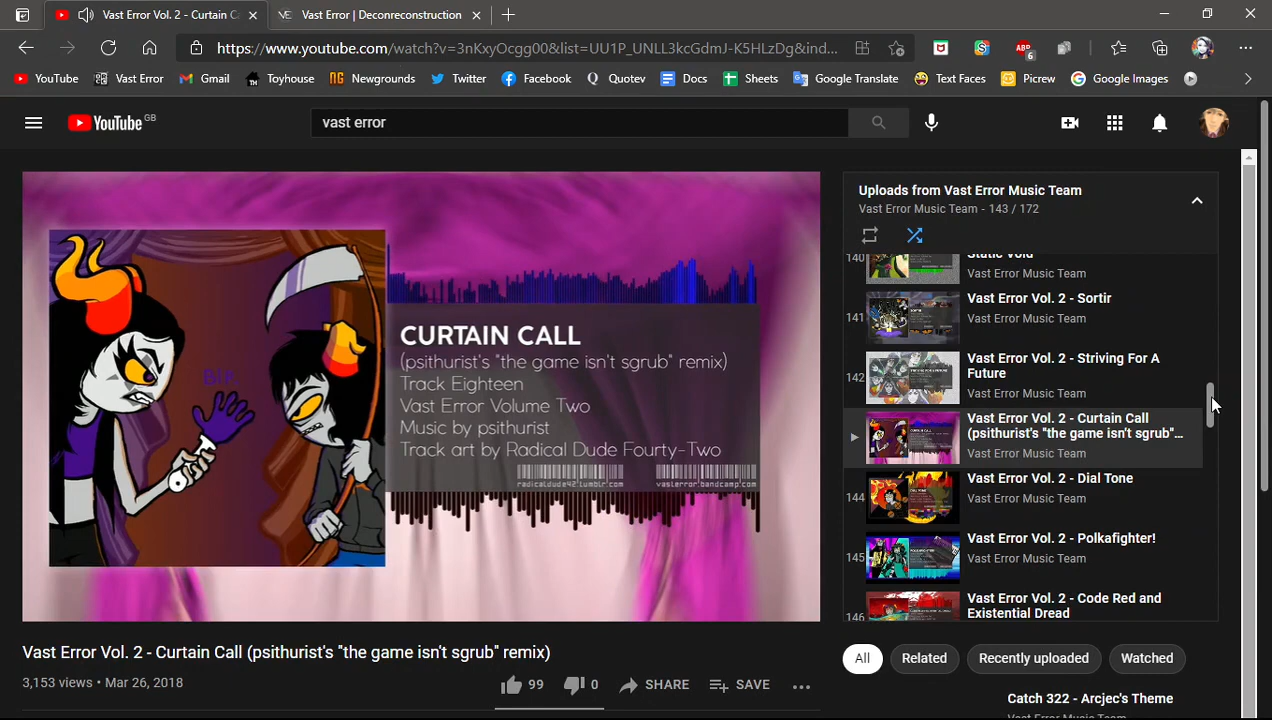 Vast Error Vol. 2 - Curtain C
Vast Error | Deconreconstruction
https://www.youtube.com/watch?v=3nKxyOcgg00&list=UU1P_UNLL3kcGdmJ-K5HLzDg&ind...
6
YouTube
Vast Error
Gmail
Toyhouse
Newgrounds
Twitter
Facebook
Quotev
Docs
Sheets
Google Translate
Text Faces
Picrew
Google Images
YouTube GB
vast error
Bir.
CURTAIN CALL
(psithurist's "the game isn't sgrub" remix)
Track Eighteen
Vast Error Volume Two
Music by psithurist
Track art by Radical Dude Fourty-Two
radicaldude42.tumblr.com
vasterror.bandcamp.com
Uploads from Vast Error Music Team
Vast Error Music Team - 143 / 172
140
Static Void
Vast Error Music Team
141
Vast Error Vol. 2 - Sortir
Vast Error Music Team
142
Vast Error Vol. 2 - Striving For A
Future
Vast Error Music Team
Vast Error Vol. 2 - Curtain Call
(psithurist's "the game isn't sgrub"...
Vast Error Music Team
144
Vast Error Vol. 2 - Dial Tone
Vast Error Music Team
145
Vast Error Vol. 2 - Polkafighter!
Vast Error Music Team
146
Vast Error Vol. 2 - Code Red and
Existential Dread
Vast Error Vol. 2 - Curtain Call (psithurist's "the game isn't sgrub" remix)
3,153 views • Mar 26, 2018
99
0
SHARE
SAVE
All
Related
Recently uploaded
Watched
Catch 322 - Arcjec's Theme